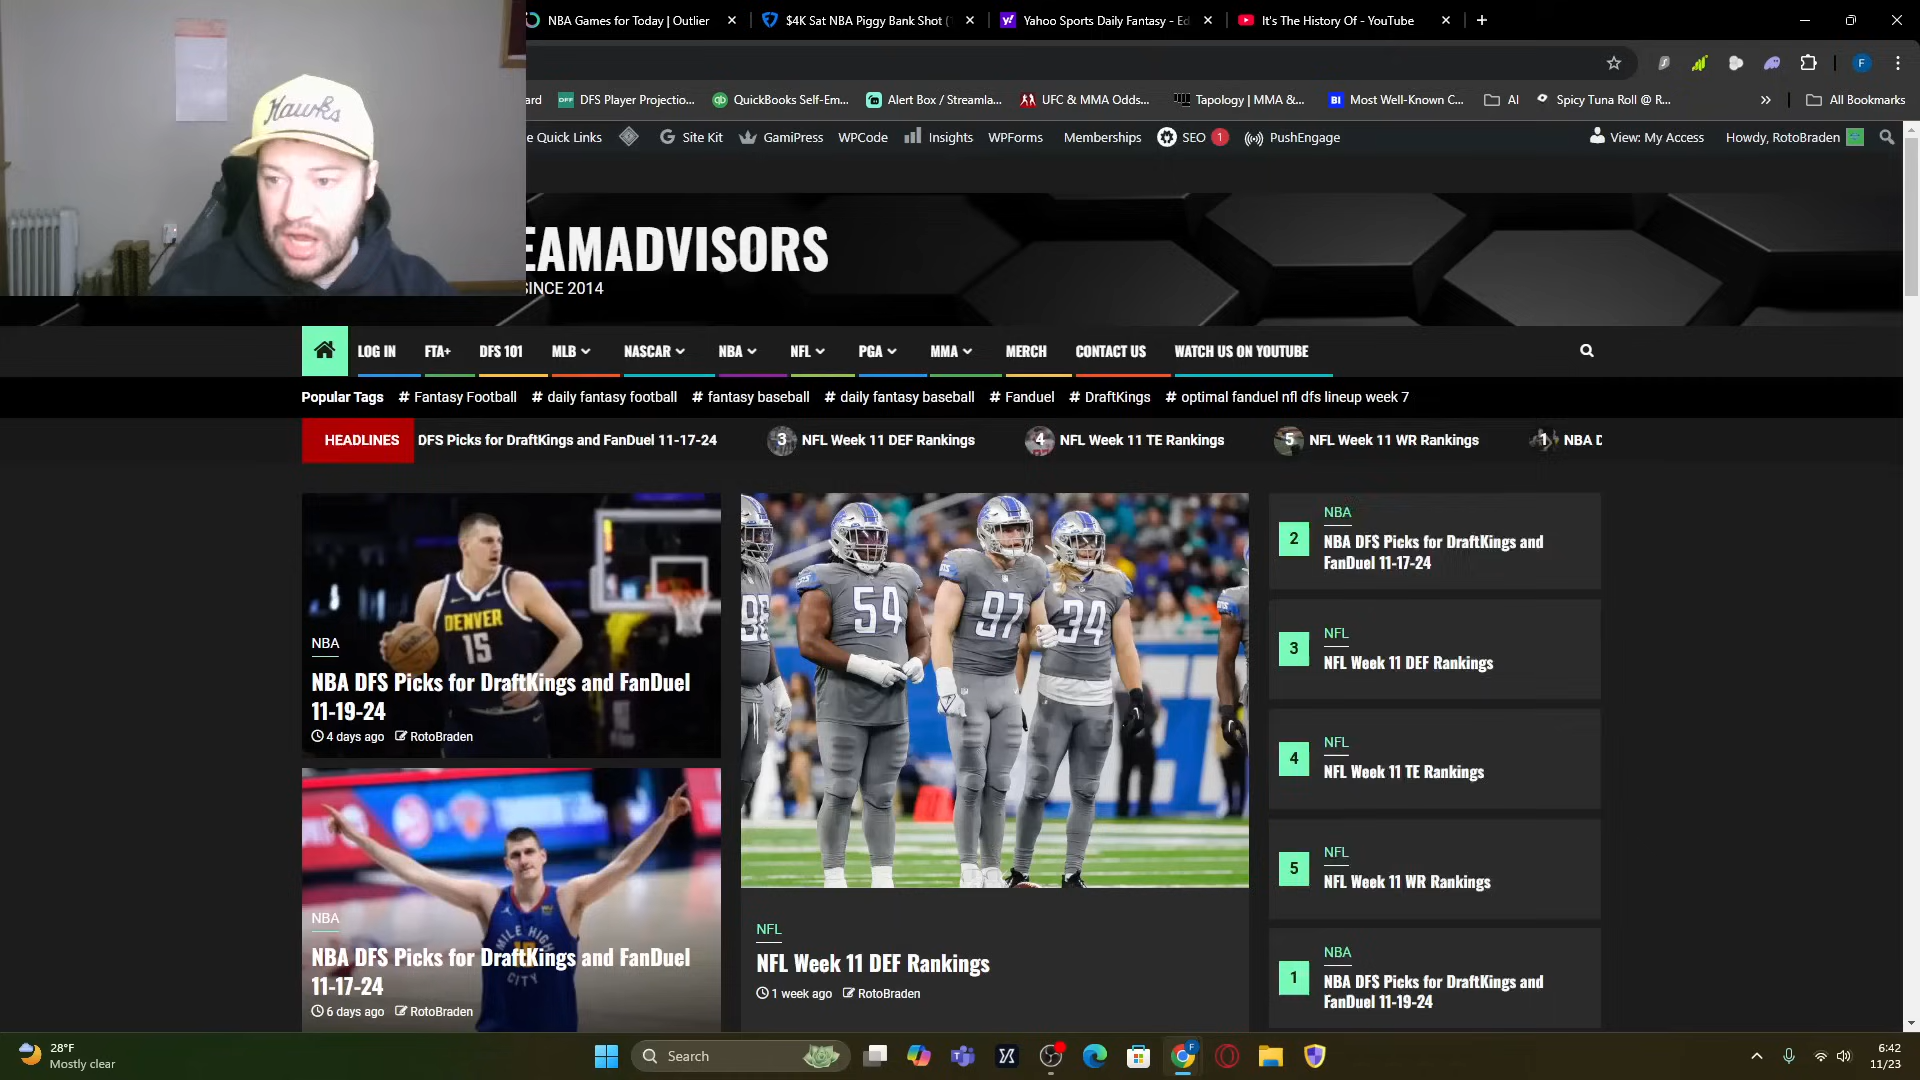 NBA Games for Today | Outlier
$4K Sat NBA Piggy Bank Shot (
Yahoo Sports Daily Fantasy - Ed
It's The History Of - YouTube
F
ard
DFS Player Projectio...
QuickBooks Self-Em...
Alert Box / Streamla...
UFC & MMA Odds...
Tapology | MMA &...
BI Most Well-Known C...
AI
Spicy Tuna Roll @ R...
All Bookmarks
e Quick Links
Site Kit
GamiPress
WPCode
Insights
WPForms
Memberships
SEO 1
PushEngage
View: My Access
Howdy, RotoBraden
Hawks
EAMADVISORS
SINCE 2014
LOG IN
FTA+
DFS 101
MLB
NASCAR
NBA
NFL
PGA
MMA
MERCH
CONTACT US
WATCH US ON YOUTUBE
Popular Tags # Fantasy Football # daily fantasy football # fantasy baseball # daily fantasy baseball # Fanduel # DraftKings # optimal fanduel nfl dfs lineup week 7
HEADLINES
DFS Picks for DraftKings and FanDuel 11-17-24
3 NFL Week 11 DEF Rankings
4 NFL Week 11 TE Rankings
5 NFL Week 11 WR Rankings
1 NBA D
DENVER
15
NBA
NBA DFS Picks for DraftKings and FanDuel
11-19-24
4 days ago RotoBraden
MILE HIGH
CITY
NBA
NBA DFS Picks for DraftKings and FanDuel
11-17-24
6 days ago RotoBraden
54
97
34
NFL
NFL Week 11 DEF Rankings
1 week ago RotoBraden
2
NBA
NBA DFS Picks for DraftKings and
FanDuel 11-17-24
3
NFL
NFL Week 11 DEF Rankings
4
NFL
NFL Week 11 TE Rankings
5
NFL
NFL Week 11 WR Rankings
1
NBA
NBA DFS Picks for DraftKings and
FanDuel 11-19-24
28°F
Mostly clear
Search
6:42
11/23